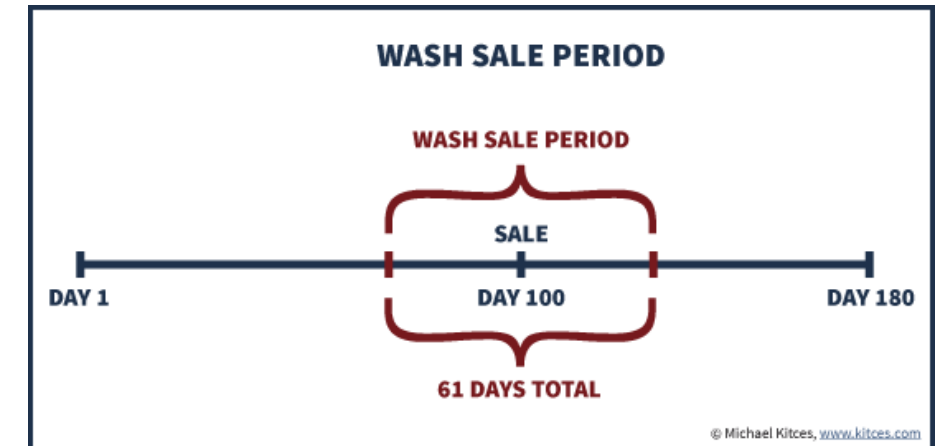 WASH SALE PERIOD
WASH SALE PERIOD
SALE
DAY 1
DAY 100
DAY 180
61 DAYS TOTAL
© Michael Kitces, www.kitces.com